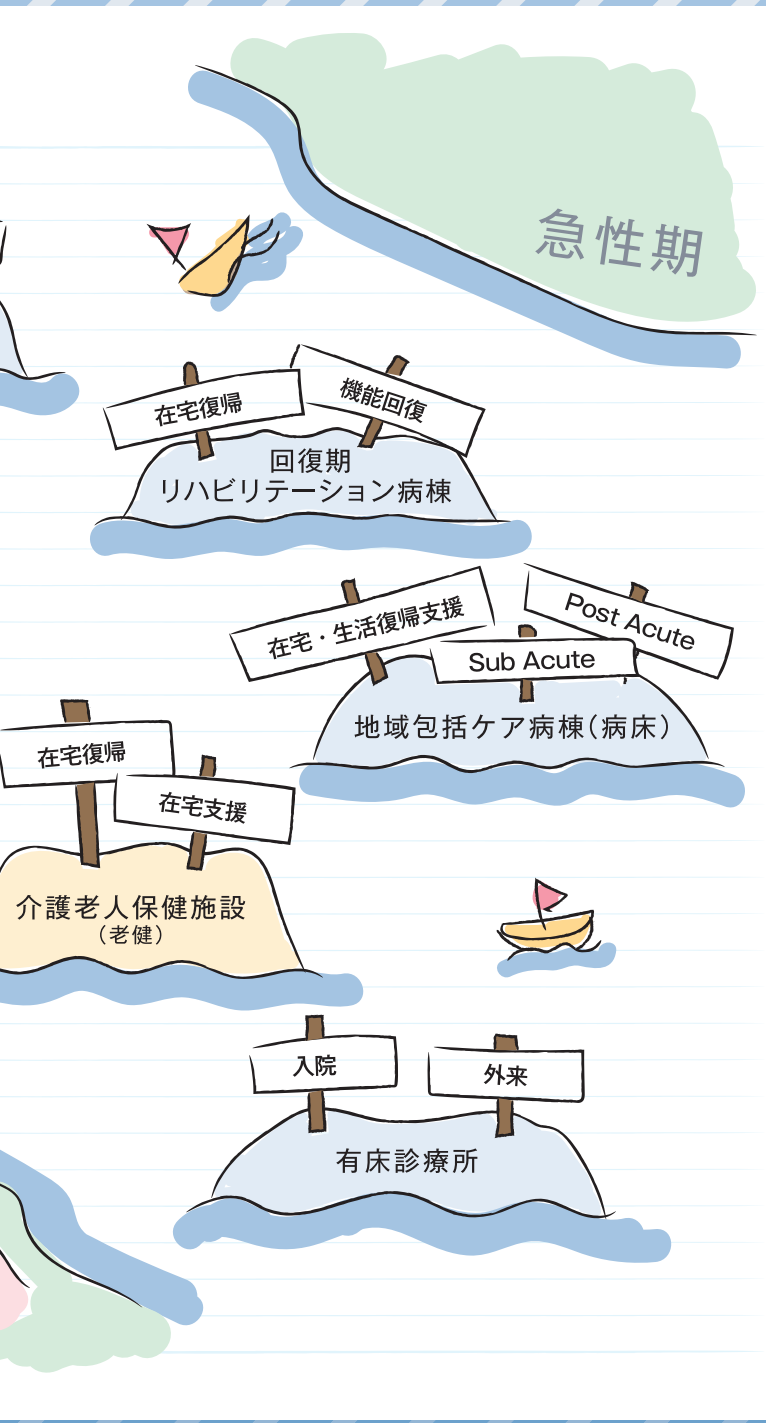 急性期
在宅復帰
機能回復
回復期
リハビリテーション病棟
在宅・生活復帰支援
Post Acute
Sub Acute
地域包括ケア病棟(病床)
在宅復帰
在宅支援
介護老人保健施設
(老健)
入院
外来
有床診療所